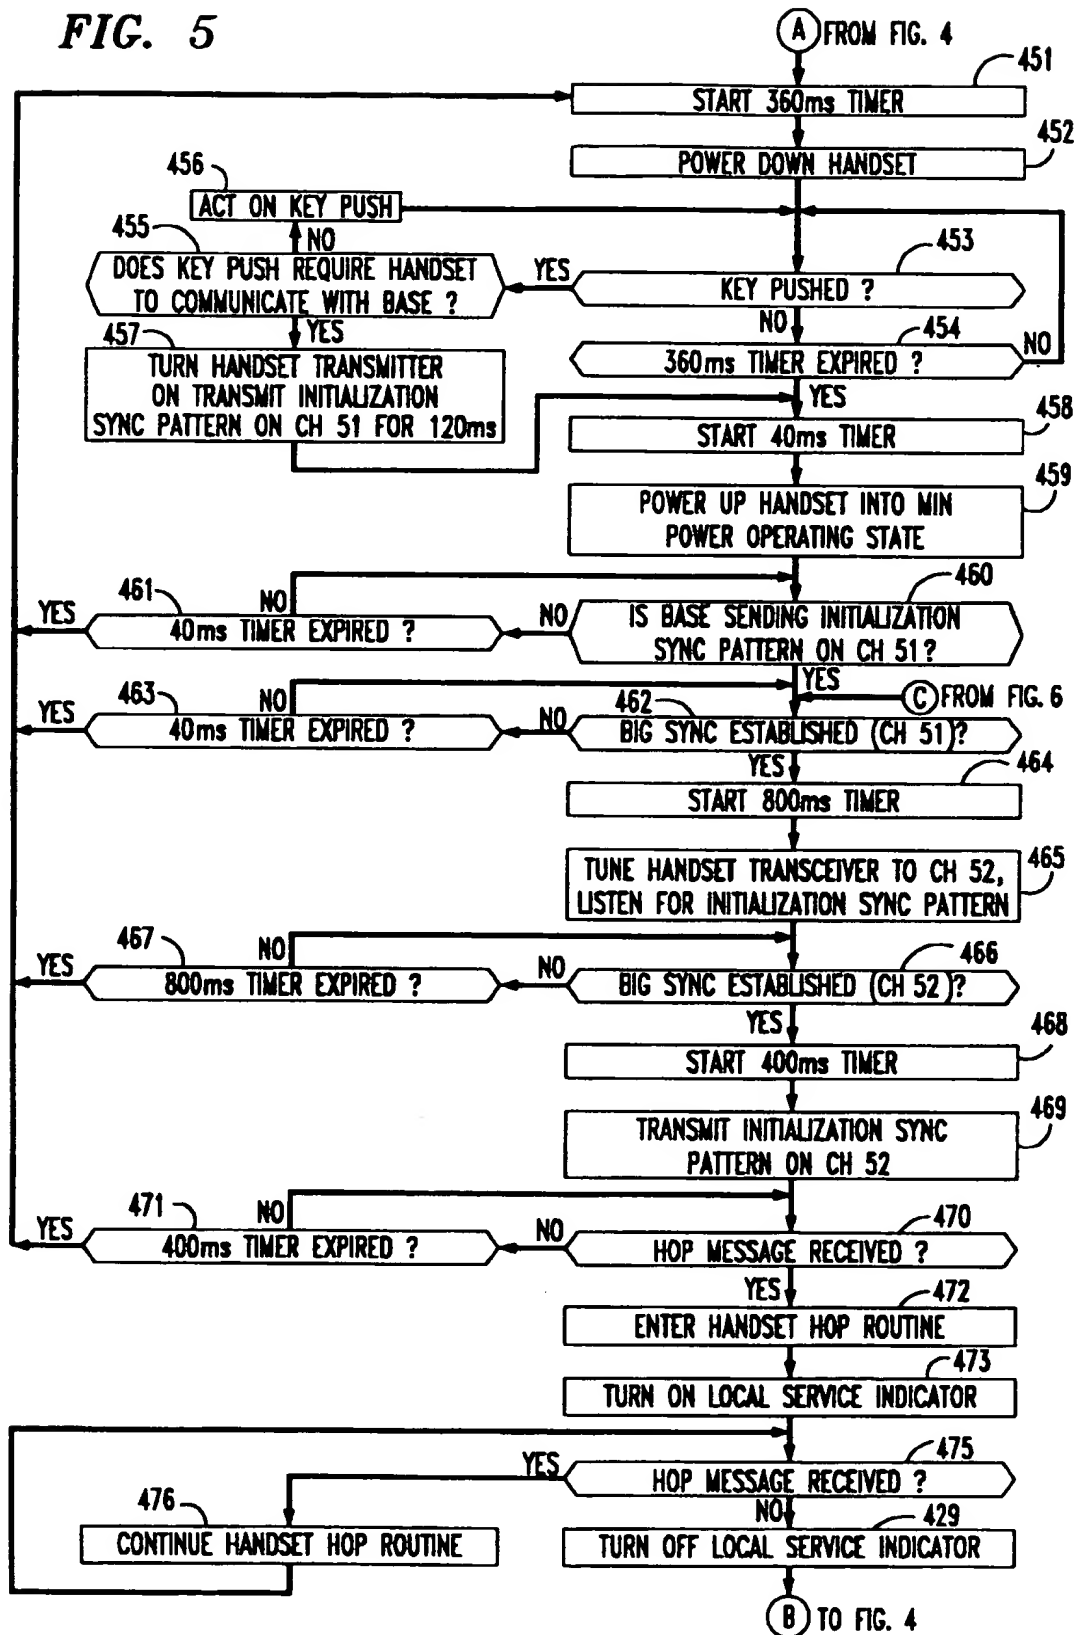 FIG. 5
A FROM FIG. 4
451
START 360ms TIMER
452
POWER DOWN HANDSET
456
ACT ON KEY PUSH
455
NO
453
DOES KEY PUSH REQUIRE HANDSET
TO COMMUNICATE WITH BASE ?
YES
KEY PUSHED ?
457
YES
NO
454
360ms TIMER EXPIRED ?
NO
TURN HANDSET TRANSMITTER
ON TRANSMIT INITIALIZATION
SYNC PATTERN ON CH 51 FOR 120ms
YES
458
START 40ms TIMER
459
POWER UP HANDSET INTO MIN
POWER OPERATING STATE
461
NO
460
YES
40ms TIMER EXPIRED ?
NO
IS BASE SENDING INITIALIZATION
SYNC PATTERN ON CH 51?
YES
463
NO
C FROM FIG. 6
YES
40ms TIMER EXPIRED ?
NO
462
BIG SYNC ESTABLISHED (CH 51)?
YES
464
START 800ms TIMER
465
TUNE HANDSET TRANSCEIVER TO CH 52,
LISTEN FOR INITIALIZATION SYNC PATTERN
467
NO
466
YES
800ms TIMER EXPIRED ?
NO
BIG SYNC ESTABLISHED (CH 52)?
YES
468
START 400ms TIMER
469
TRANSMIT INITIALIZATION SYNC
PATTERN ON CH 52
471
NO
470
YES
400ms TIMER EXPIRED ?
NO
HOP MESSAGE RECEIVED ?
YES
472
ENTER HANDSET HOP ROUTINE
473
TURN ON LOCAL SERVICE INDICATOR
475
YES
HOP MESSAGE RECEIVED ?
476
NO
429
CONTINUE HANDSET HOP ROUTINE
TURN OFF LOCAL SERVICE INDICATOR
B TO FIG. 4